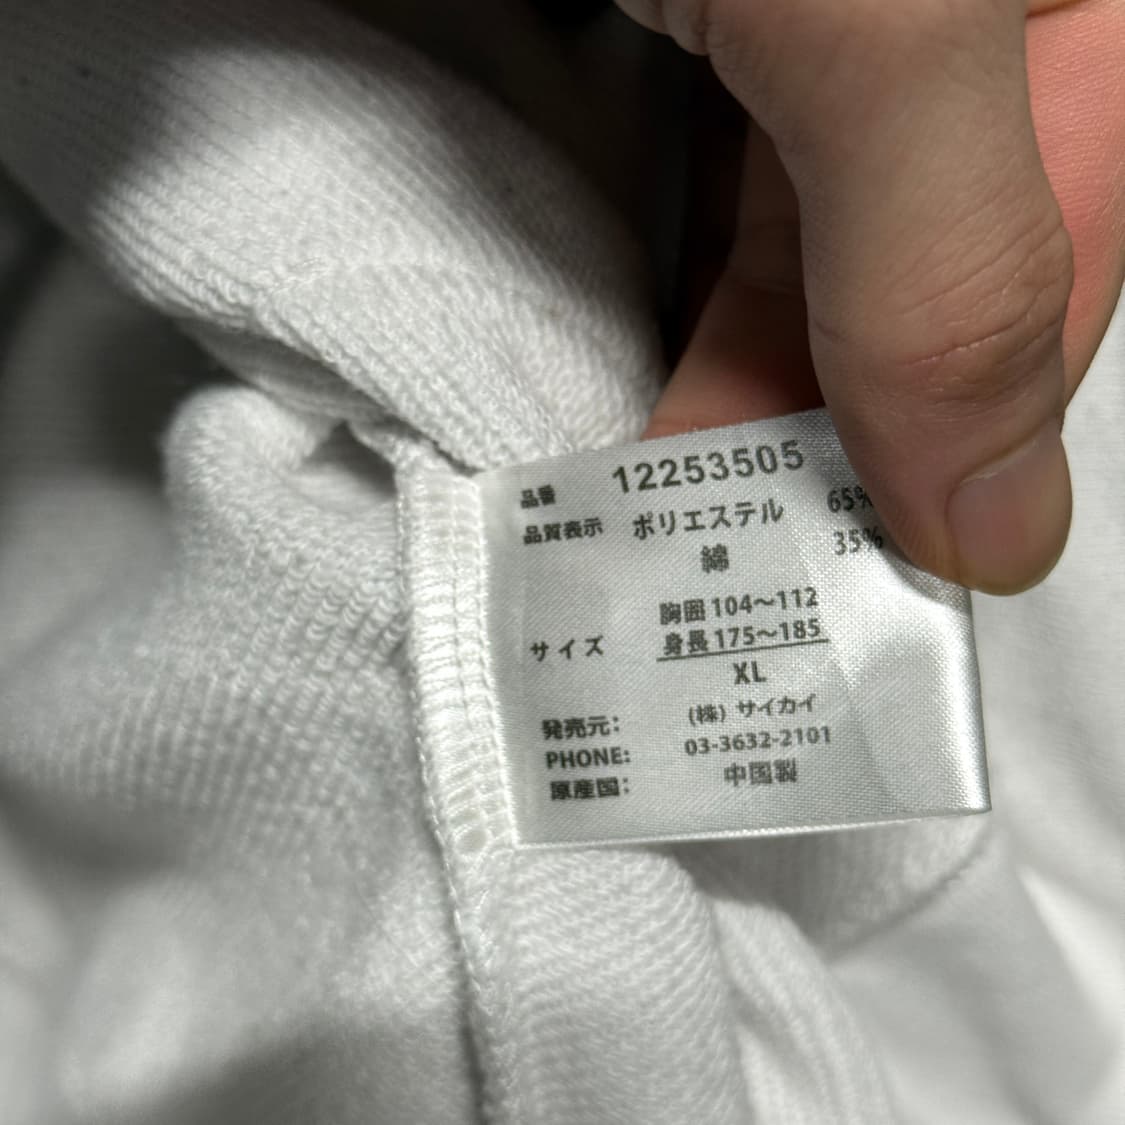 品番 12253505
品質表示 ポリエステル 65%
綿 35%
胸囲 104～112
サイズ 身長 175～185
XL
発売元: (株) サイカイ
PHONE: 03-3632-2101
原産国: 中国製